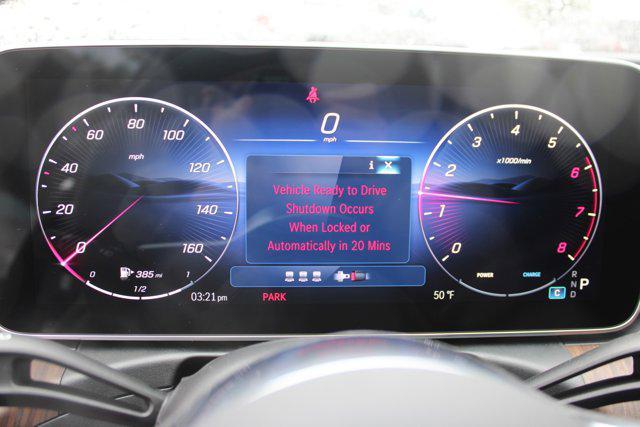 0
mph
0 20 40 60 80 100 120 140 160
mph
385 mi
0 1/2 1
i X
Vehicle Ready to Drive
Shutdown Occurs
When Locked or
Automatically in 20 Mins
0 1 2 3 4 5 6 7 8
x1000/min
POWER CHARGE
R
N
D
P
C
03:21 pm
PARK
50 °F